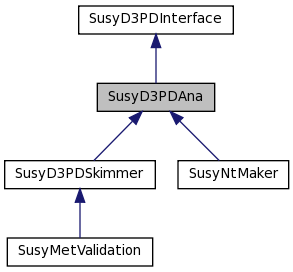 SusyD3PDInterface
SusyD3PDAna
SusyD3PDSkimmer
SusyNtMaker
SusyMetValidation